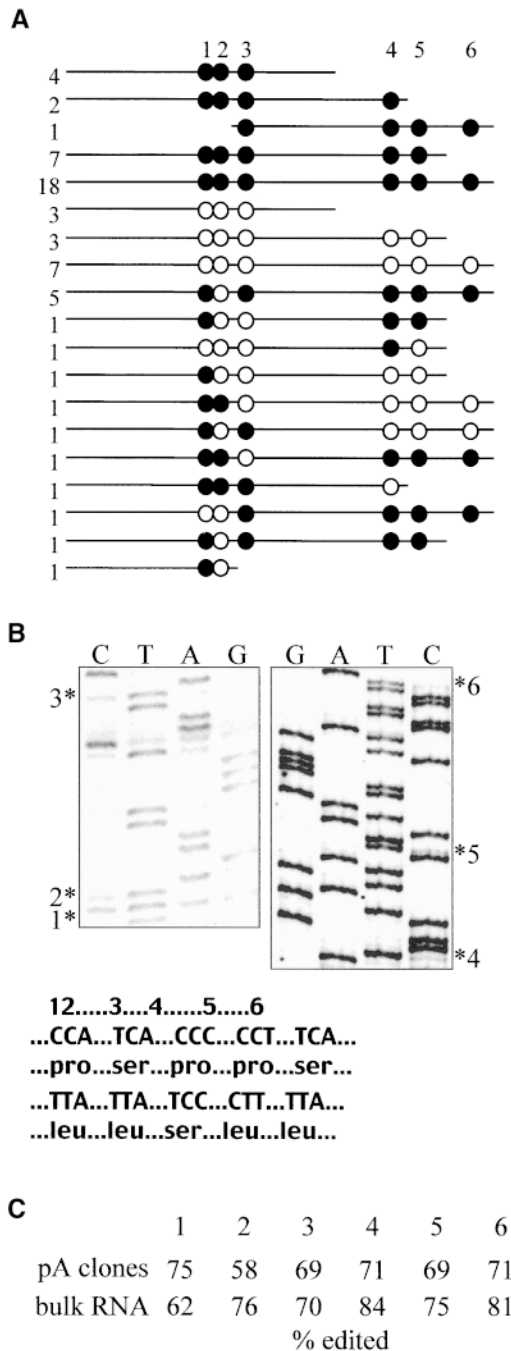 A
1 2 3 4 5 6
4
2
1
7
18
3
3
7
5
1
1
1
1
1
1
1
1
1
1
B
C T A G G A T C
3* *6
*5
2*
1* *4
12.....3....4......5.....6
...CCA...TCA...CCC...CCT...TCA...
...pro...ser...pro...pro...ser...
...TTA...TTA...TCC...CTT...TTA...
...leu...leu...ser...leu...leu...
C
1 2 3 4 5 6
pA clones 75 58 69 71 69 71
bulk RNA 62 76 70 84 75 81
% edited